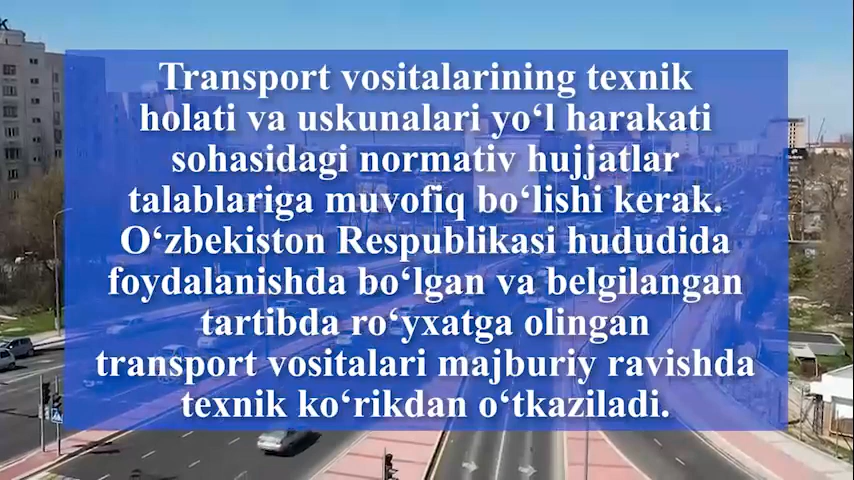 Transport vositalarining texnik
holati va uskunalari yo‘l harakati
sohasidagi normativ hujjatlar
talablariga muvofiq bo‘lishi kerak.
O‘zbekiston Respublikasi hududida
foydalanishda bo‘lgan va belgilangan
tartibda ro‘yxatga olingan
transport vositalari majburiy ravishda
texnik ko‘rikdan o‘tkaziladi.